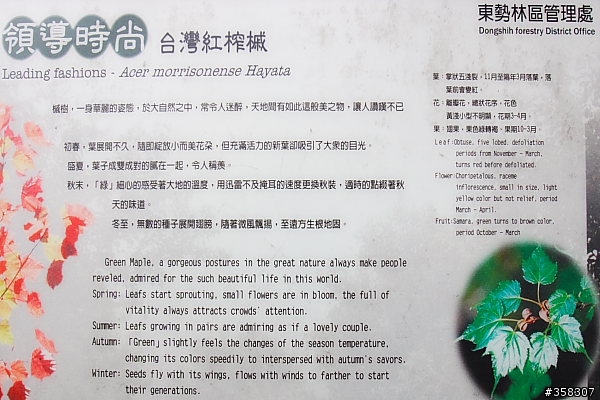 領導時尚 台灣紅榨槭
Leading fashions - Acer morrisonense Hayata
東勢林區管理處
Dongshih forestry District Office
槭樹，一身華麗的姿態，於大自然之中，常令人迷醉，天地間有如此這般美之物，讓人讚嘆不已
初春，葉展開不久，隨即綻放小而美花朵，但充滿活力的新葉卻吸引了大衆的目光。
盛夏，葉子成雙成對的膩在一起，令人稱羨。
秋末，「綠」細心的感受著大地的溫度，用迅雷不及掩耳的速度更換秋裝，適時的點綴著秋
天的味道。
冬至，無數的種子展開翅膀，隨著微風飄揚，至遠方生根地固。
Green Maple, a gorgeous postures in the great nature always make people
revealed, admired for the such beautiful life in this world.
Spring: Leafs start sprouting, small flowers are in bloom, the full of
vitality always attracts crowds' attention.
Summer: Leafs growing in pairs are admiring as if a lovely couple.
Autumn: 「Green」slightly feels the changes of the season temperature,
changing its colors speedily to interspersed with autumn's savors.
Winter: Seeds fly with its wings, flows with winds to farther to start
their generations.
葉：掌狀五淺裂，11月至隔年3月落葉，落
葉前會變紅。
花：離瓣花，總狀花序，花色
黃淺小型不明顯，花期3-4月。
果：翅果，果色綠轉褐，果期10-3月。
Leaf:Obtuse, five lobed, defoliation
periods from November - March,
turns red before defoliated.
Flower:Choripetalous, raceme
inflorescence, small in size, light
yellow color but not relief, period
March - April.
Fruit:Samara, green turns to brown color,
period October - March
#358307